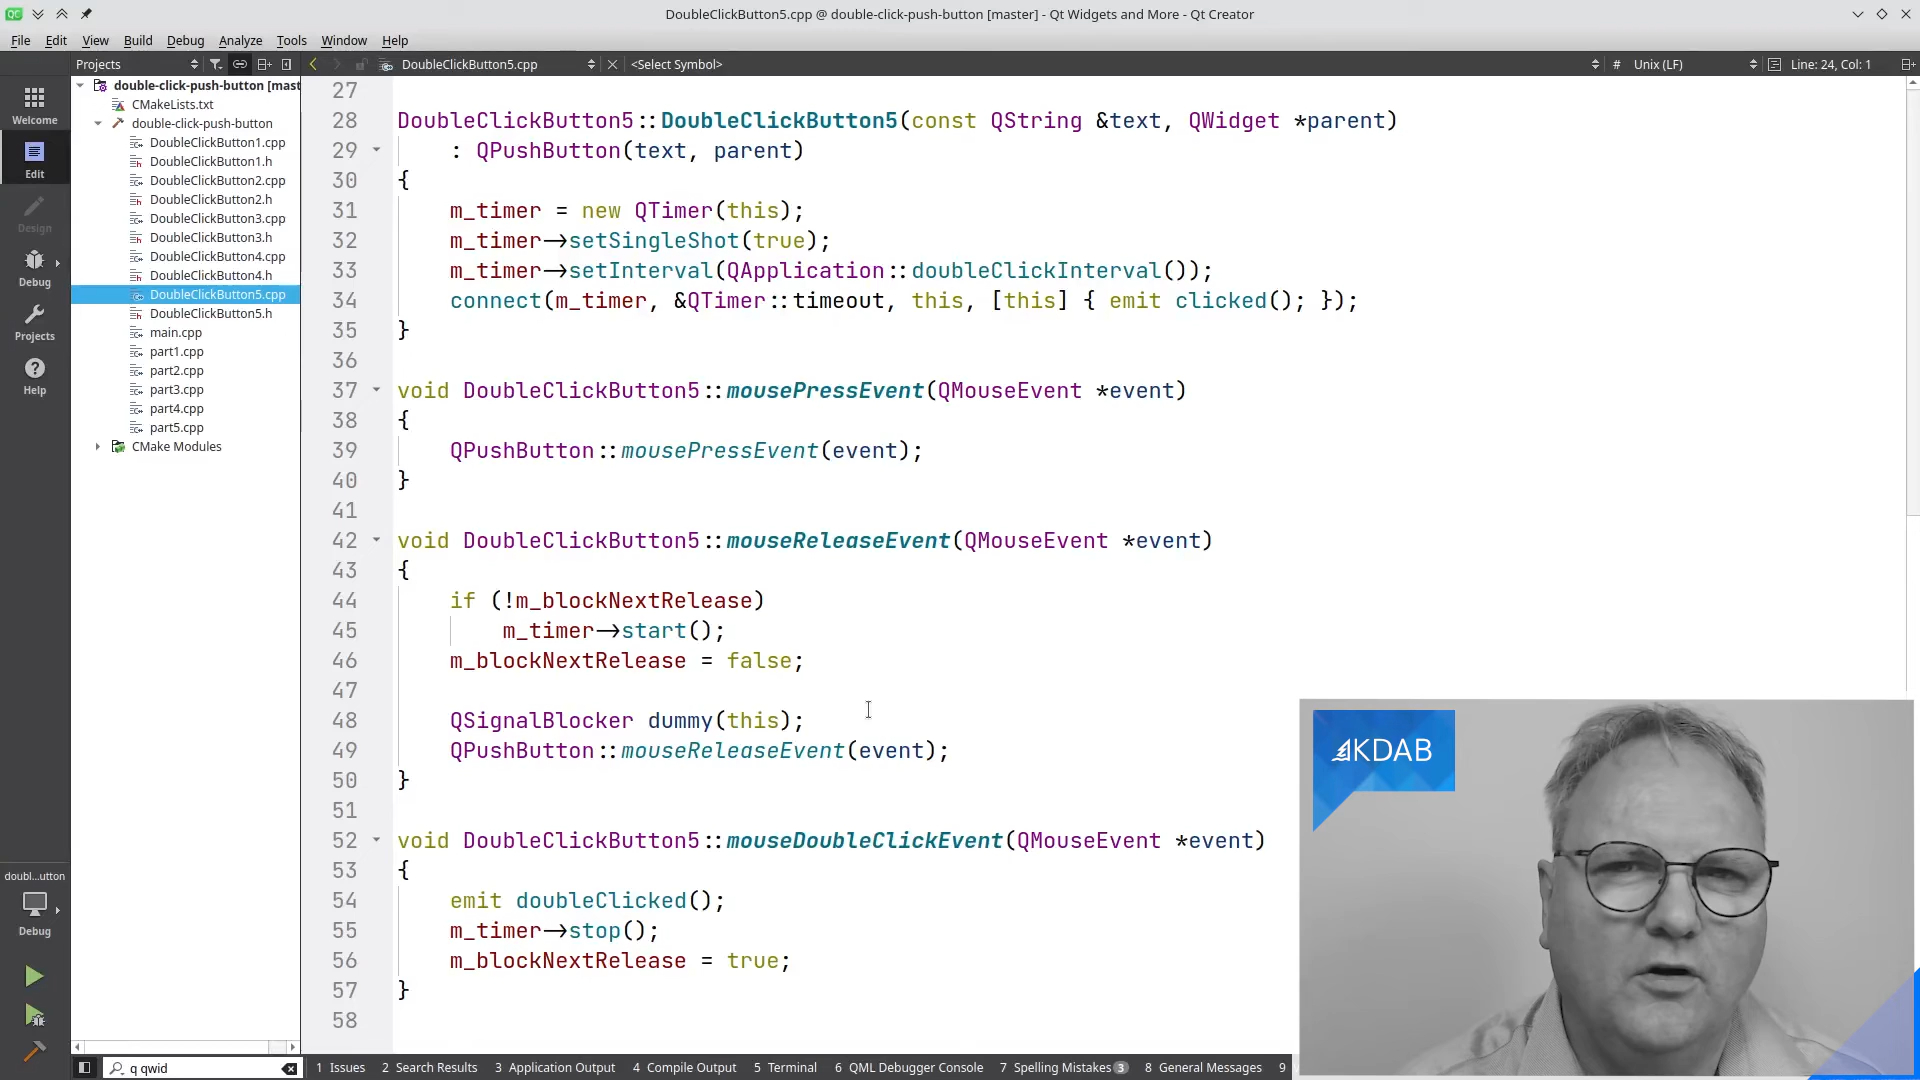 DoubleClickButton5.cpp @ double-click-push-button [master] - Qt Widgets and More - Qt Creator
File Edit View Build Debug Analyze Tools Window Help
Projects
DoubleClickButton5.cpp
<Select Symbol>
# Unix (LF)
Line: 24, Col: 1
Welcome
Edit
Design
Debug
Projects
Help
doubl...utton
Debug
double-click-push-button [mast
CMakeLists.txt
double-click-push-button
DoubleClickButton1.cpp
DoubleClickButton1.h
DoubleClickButton2.cpp
DoubleClickButton2.h
DoubleClickButton3.cpp
DoubleClickButton3.h
DoubleClickButton4.cpp
DoubleClickButton4.h
DoubleClickButton5.cpp
DoubleClickButton5.h
main.cpp
part1.cpp
part2.cpp
part3.cpp
part4.cpp
part5.cpp
CMake Modules
27
28 DoubleClickButton5::DoubleClickButton5(const QString &text, QWidget *parent)
29 : QPushButton(text, parent)
30 {
31 m_timer = new QTimer(this);
32 m_timer->setSingleShot(true);
33 m_timer->setInterval(QApplication::doubleClickInterval());
34 connect(m_timer, &QTimer::timeout, this, [this] { emit clicked(); });
35 }
36
37 void DoubleClickButton5::mousePressEvent(QMouseEvent *event)
38 {
39 QPushButton::mousePressEvent(event);
40 }
41
42 void DoubleClickButton5::mouseReleaseEvent(QMouseEvent *event)
43 {
44 if (!m_blockNextRelease)
45 m_timer->start();
46 m_blockNextRelease = false;
47
48 QSignalBlocker dummy(this);
49 QPushButton::mouseReleaseEvent(event);
50 }
51
52 void DoubleClickButton5::mouseDoubleClickEvent(QMouseEvent *event)
53 {
54 emit doubleClicked();
55 m_timer->stop();
56 m_blockNextRelease = true;
57 }
58
KDAB
q qwid
1 Issues 2 Search Results 3 Application Output 4 Compile Output 5 Terminal 6 QML Debugger Console 7 Spelling Mistakes 3 8 General Messages 9